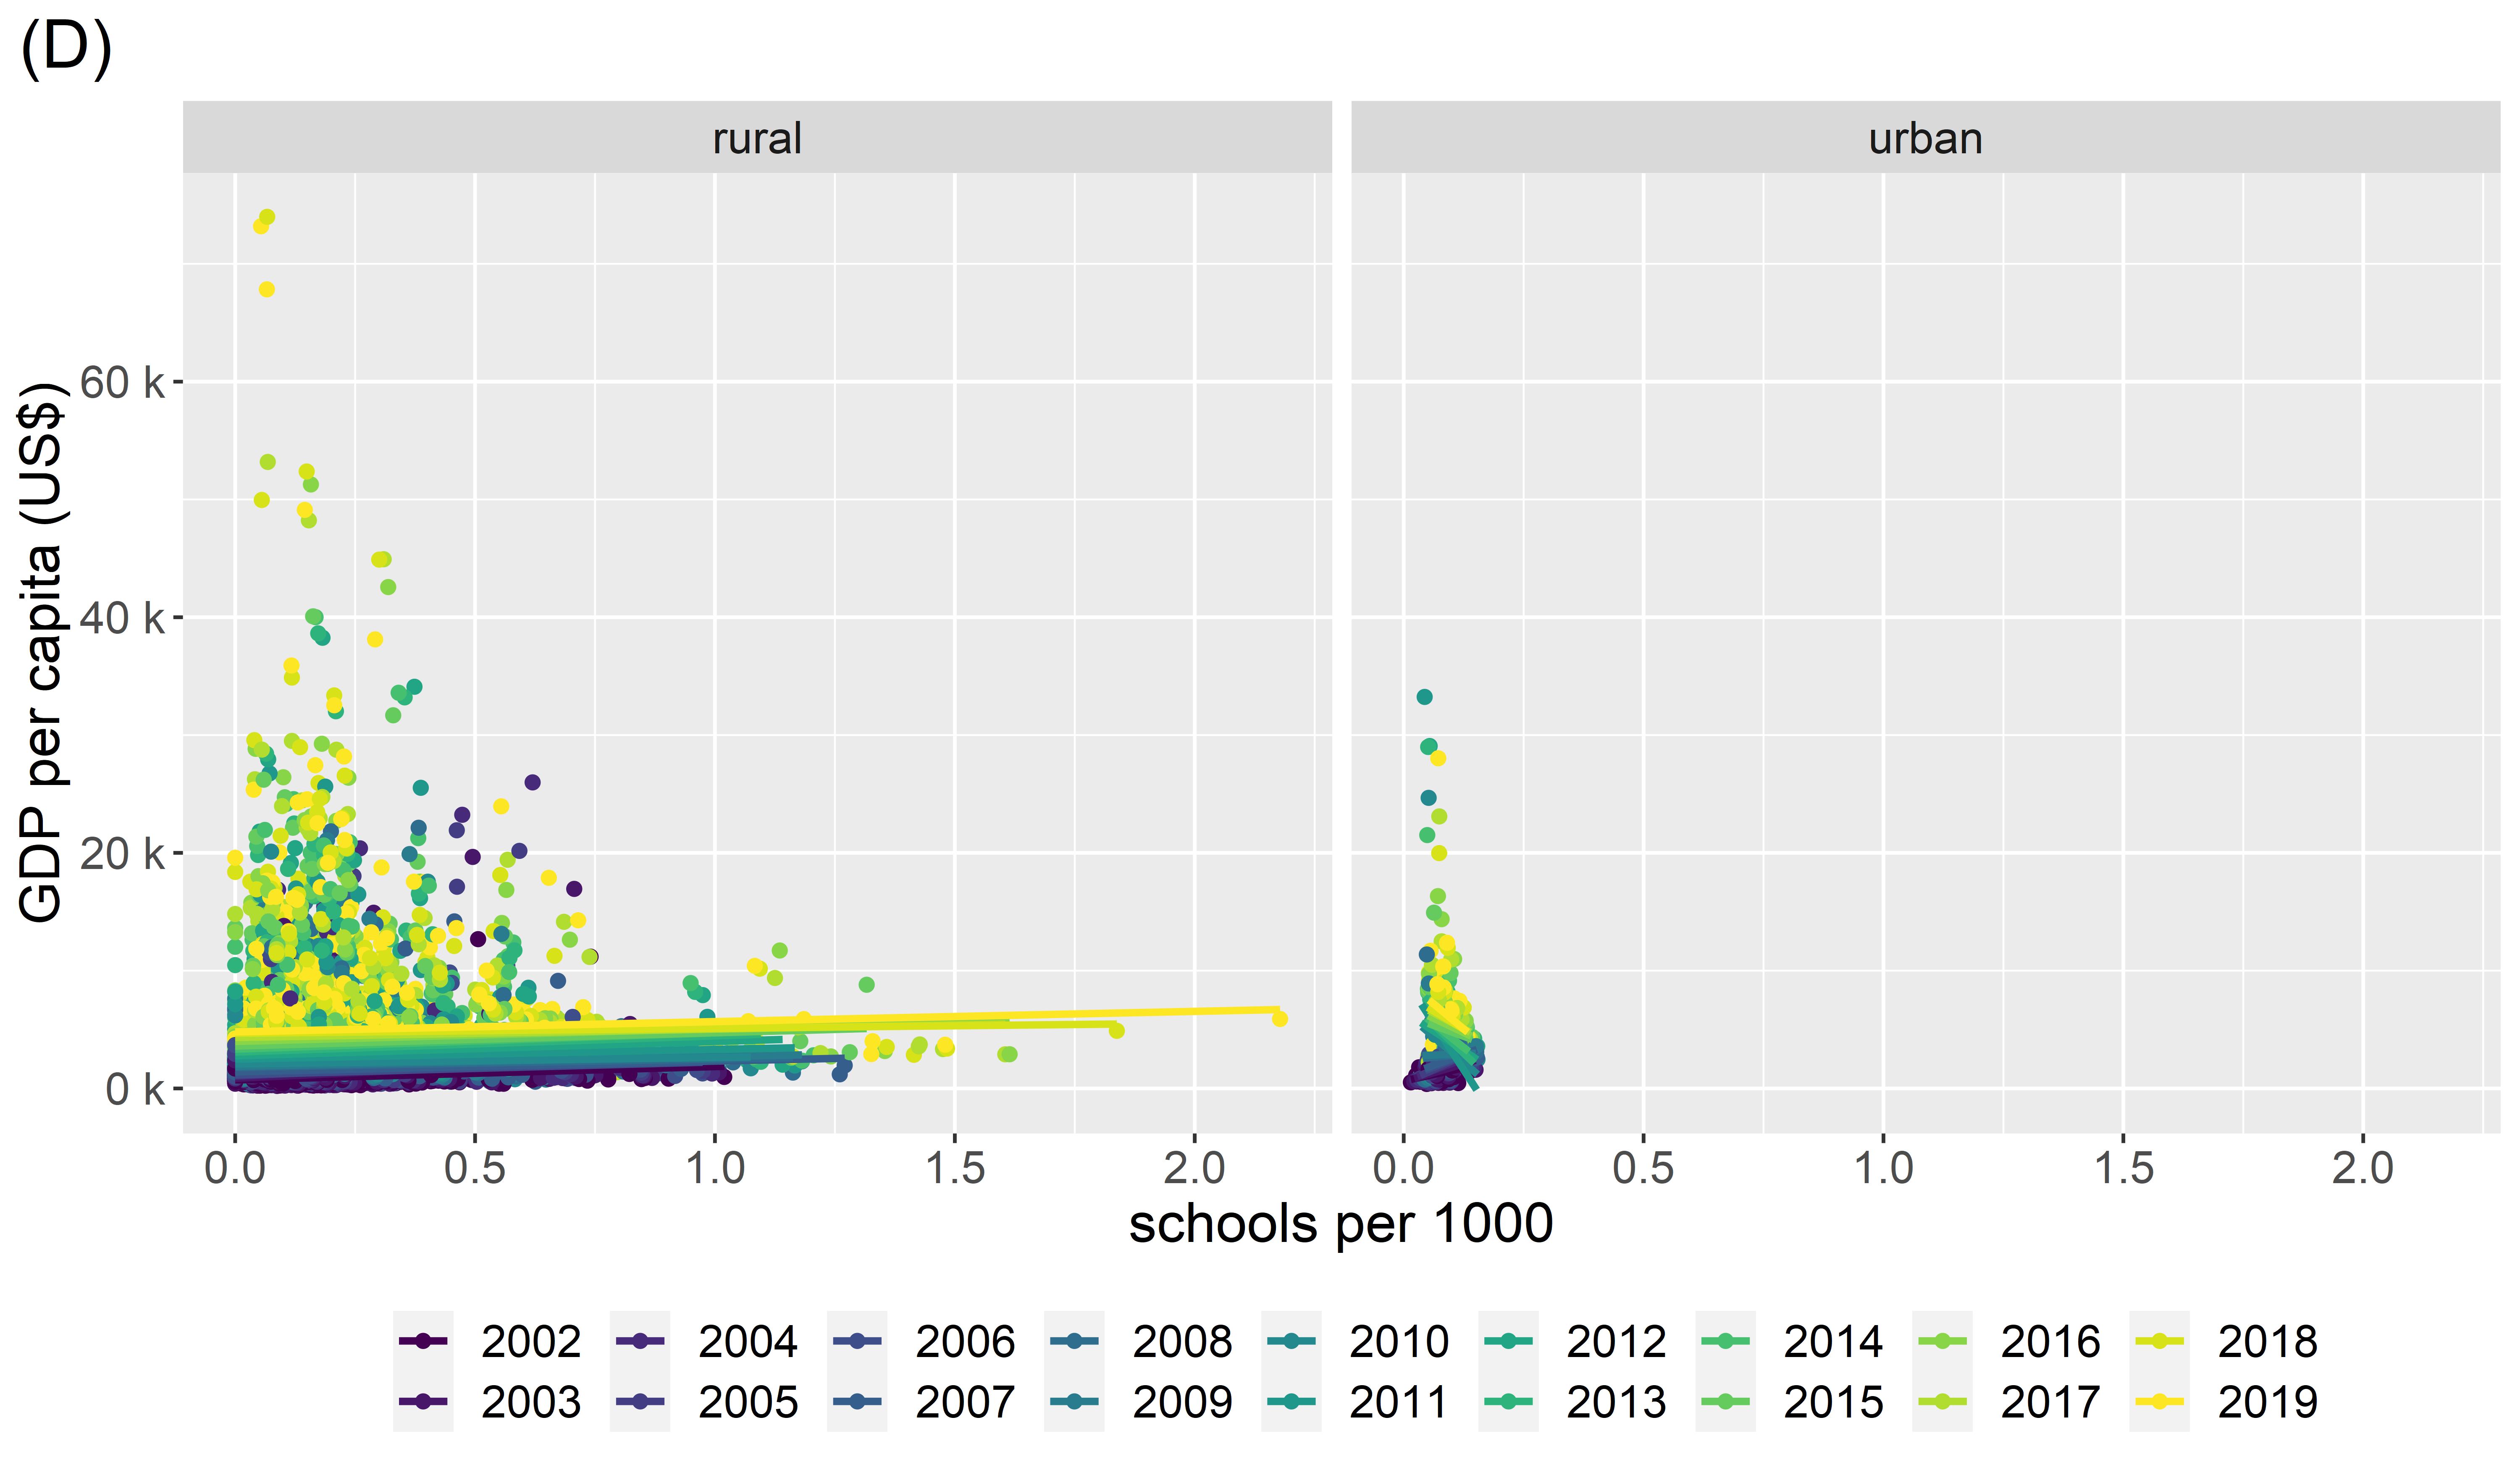 (D)
rural urban
GDP per capita (US$)
60 k
40 k
20 k
0 k
0.0 0.5 1.0 1.5 2.0 0.0 0.5 1.0 1.5 2.0
schools per 1000
2002 2004 2006 2008 2010 2012 2014 2016 2018
2003 2005 2007 2009 2011 2013 2015 2017 2019